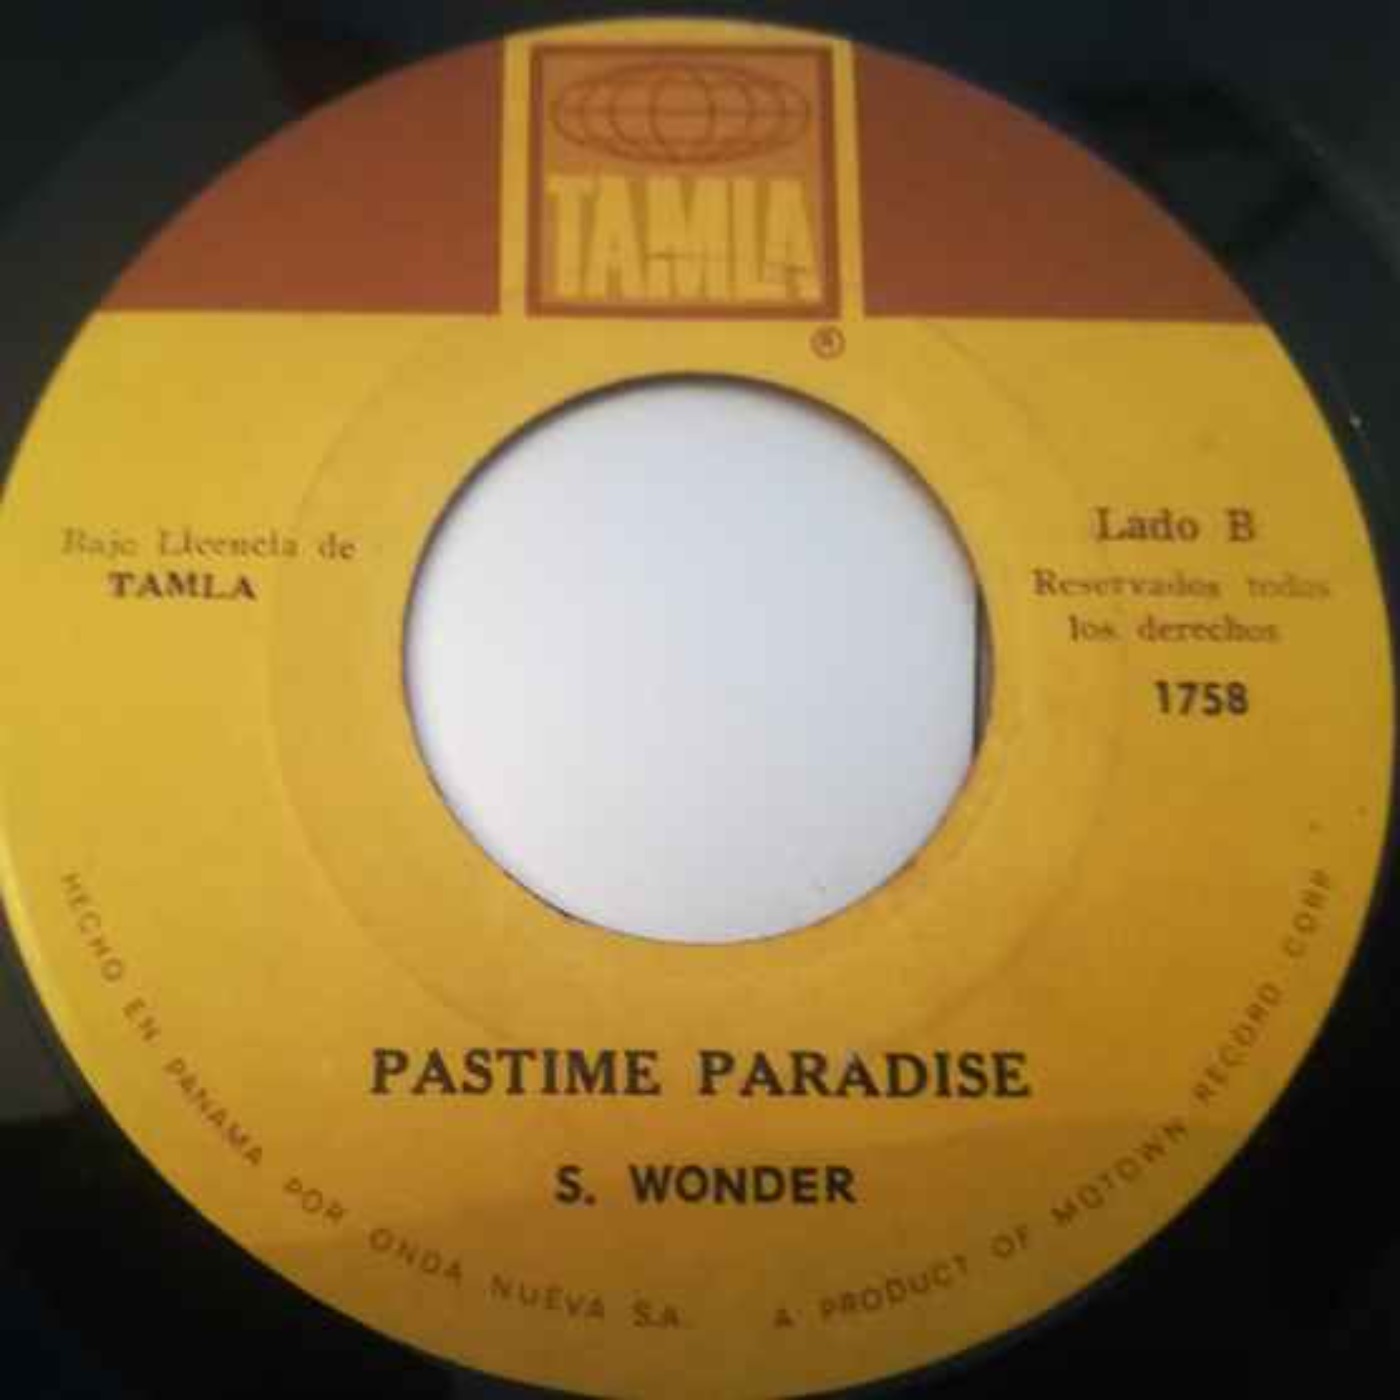 TAMLA
®
Bajo Licencia de
TAMLA
Lado B
Reservados todos
los derechos
1758
PASTIME PARADISE
S. WONDER
HECHO EN PANAMA POR ONDA NUEVA S.A. A PRODUCT OF MOTOWN RECORD CORP.